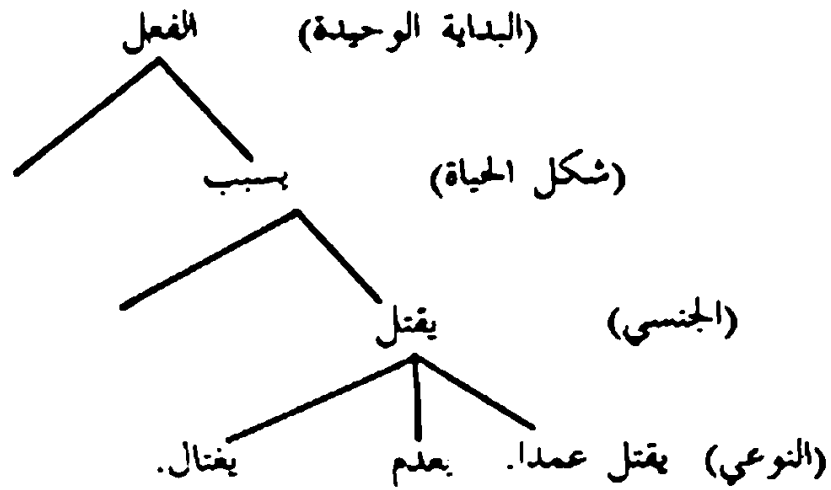 الفعل (البداية الوحيدة)
يسبب (شكل الحياة)
يقتل (الجنسي)
(النوعي) يقتل عمدا. يعدم يغتال.